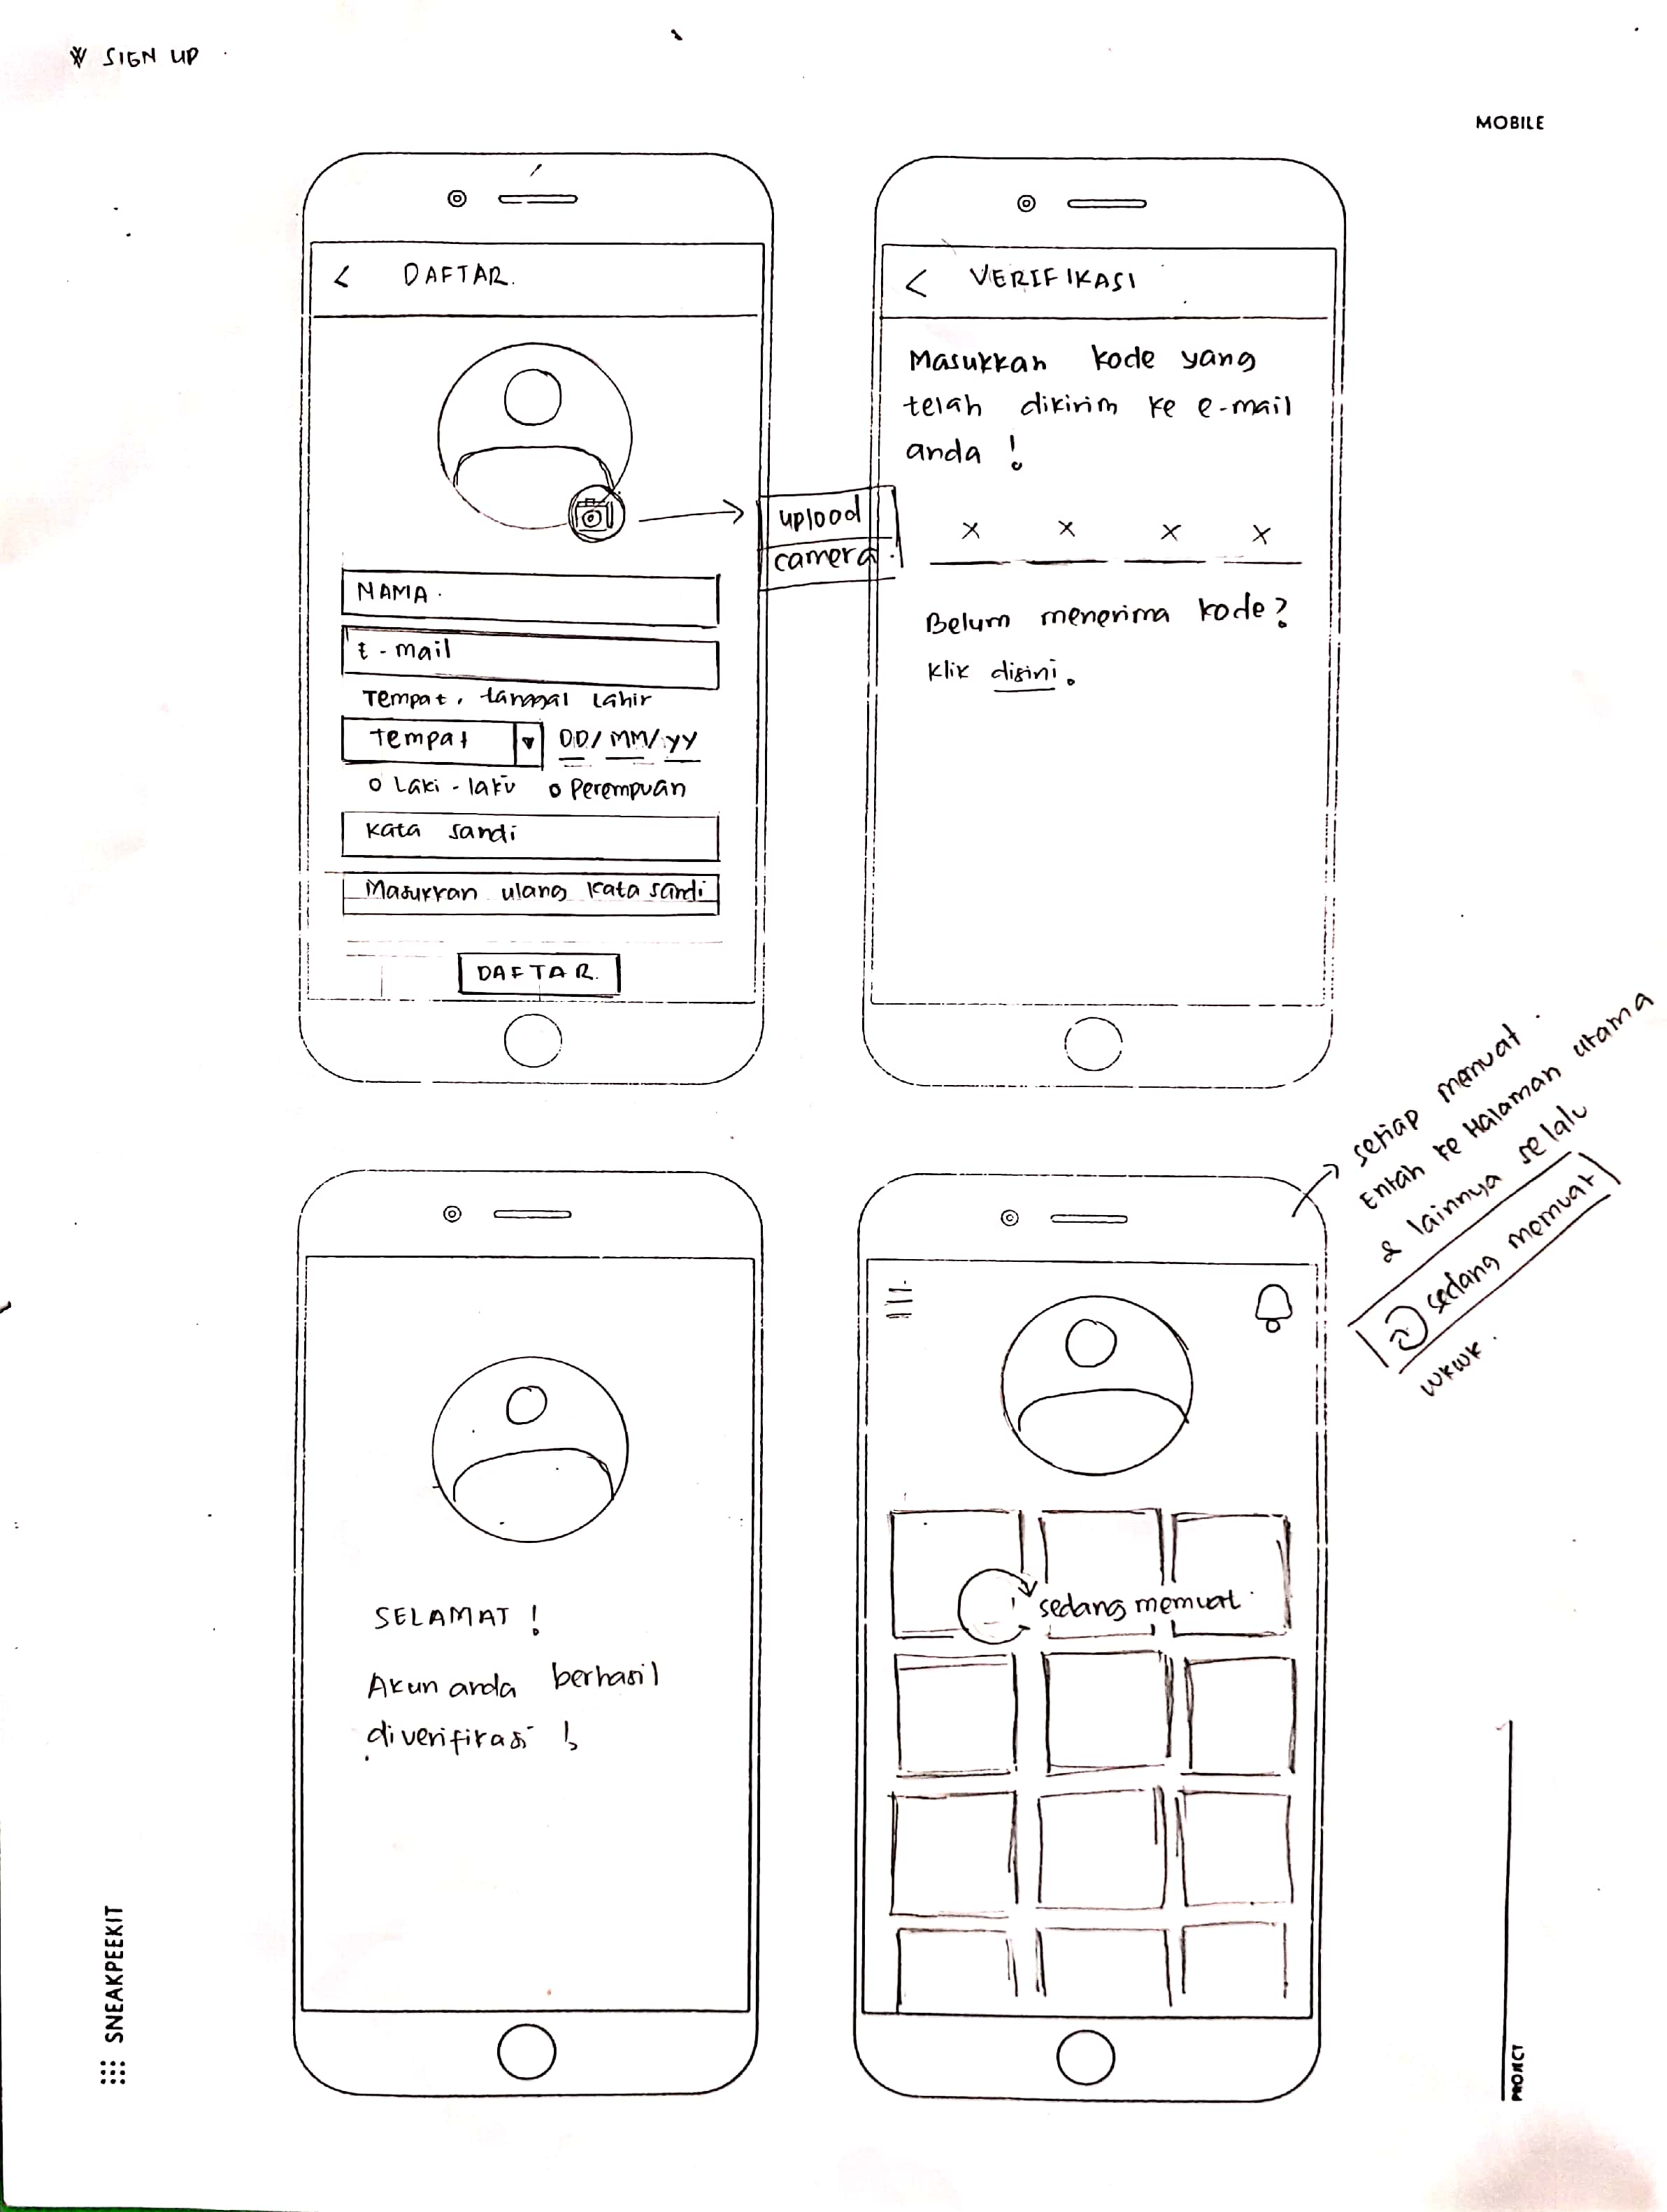 SIGN UP
MOBILE
< DAFTAR.
NAMA.
E-mail
Tempat, tanggal Lahir
Tempat DD/MM/YY
Laki-laki Perempuan
Kata sandi
Masukkan ulang kata sandi
DAFTAR.
upload
camera.
< VERIFIKASI
Masukkan kode yang
telah dikirim ke e-mail
anda !
x x x x
Belum menerima kode?
Klik disini.
SELAMAT !
Akun anda berhasil
diverifikasi !
setiap memuat.
Entah ke Halaman utama
& lainnya selalu
sedang memuat
wkwk.
sedang memuat.
SNEAKPEEKIT
PROJECT